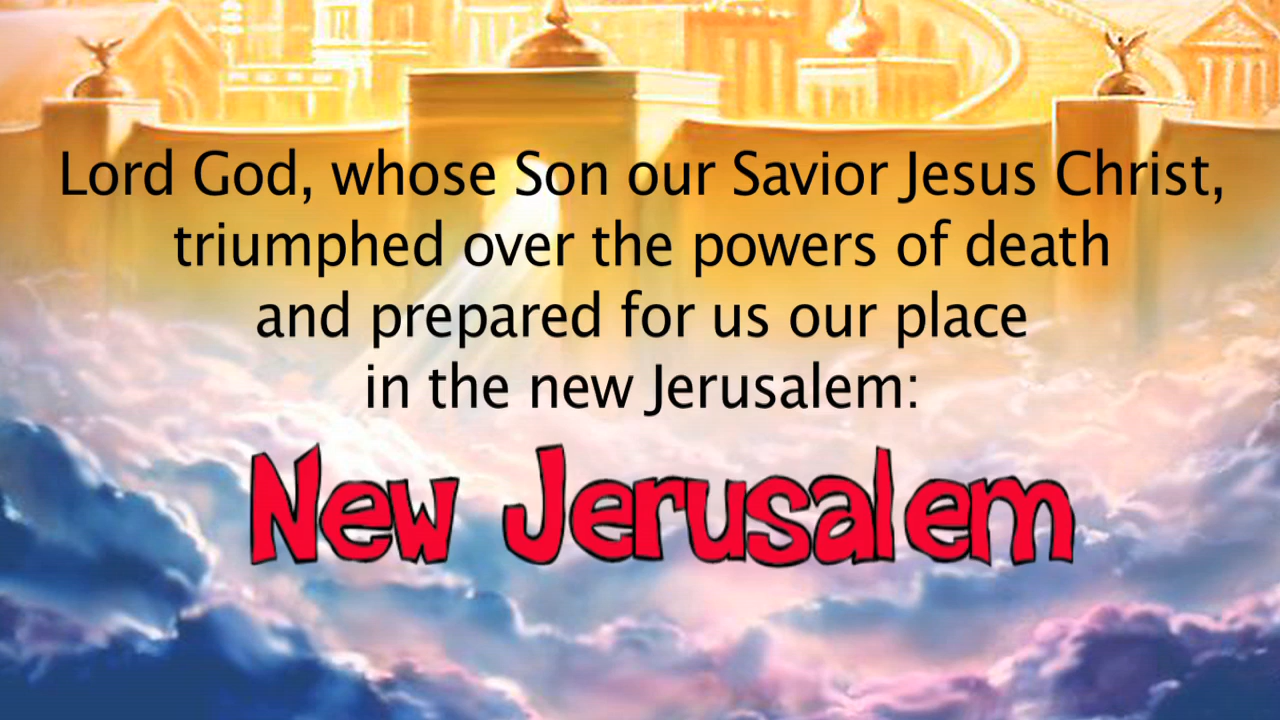 Lord God, whose Son our Savior Jesus Christ,
triumphed over the powers of death
and prepared for us our place
in the new Jerusalem:
New Jerusalem